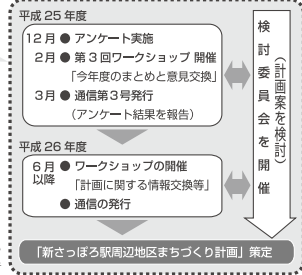 平成25年度
12月 ● アンケート実施
2月 ● 第3回ワークショップ 開催
「今年度のまとめと意見交換」
3月 ● 通信第3号発行
（アンケート結果を報告）
平成26年度
6月以降 ● ワークショップの開催
「計画に関する情報交換等」
● 通信の発行
検討委員会を開催
（計画案を検討）
「新さっぽろ駅周辺地区まちづくり計画」策定